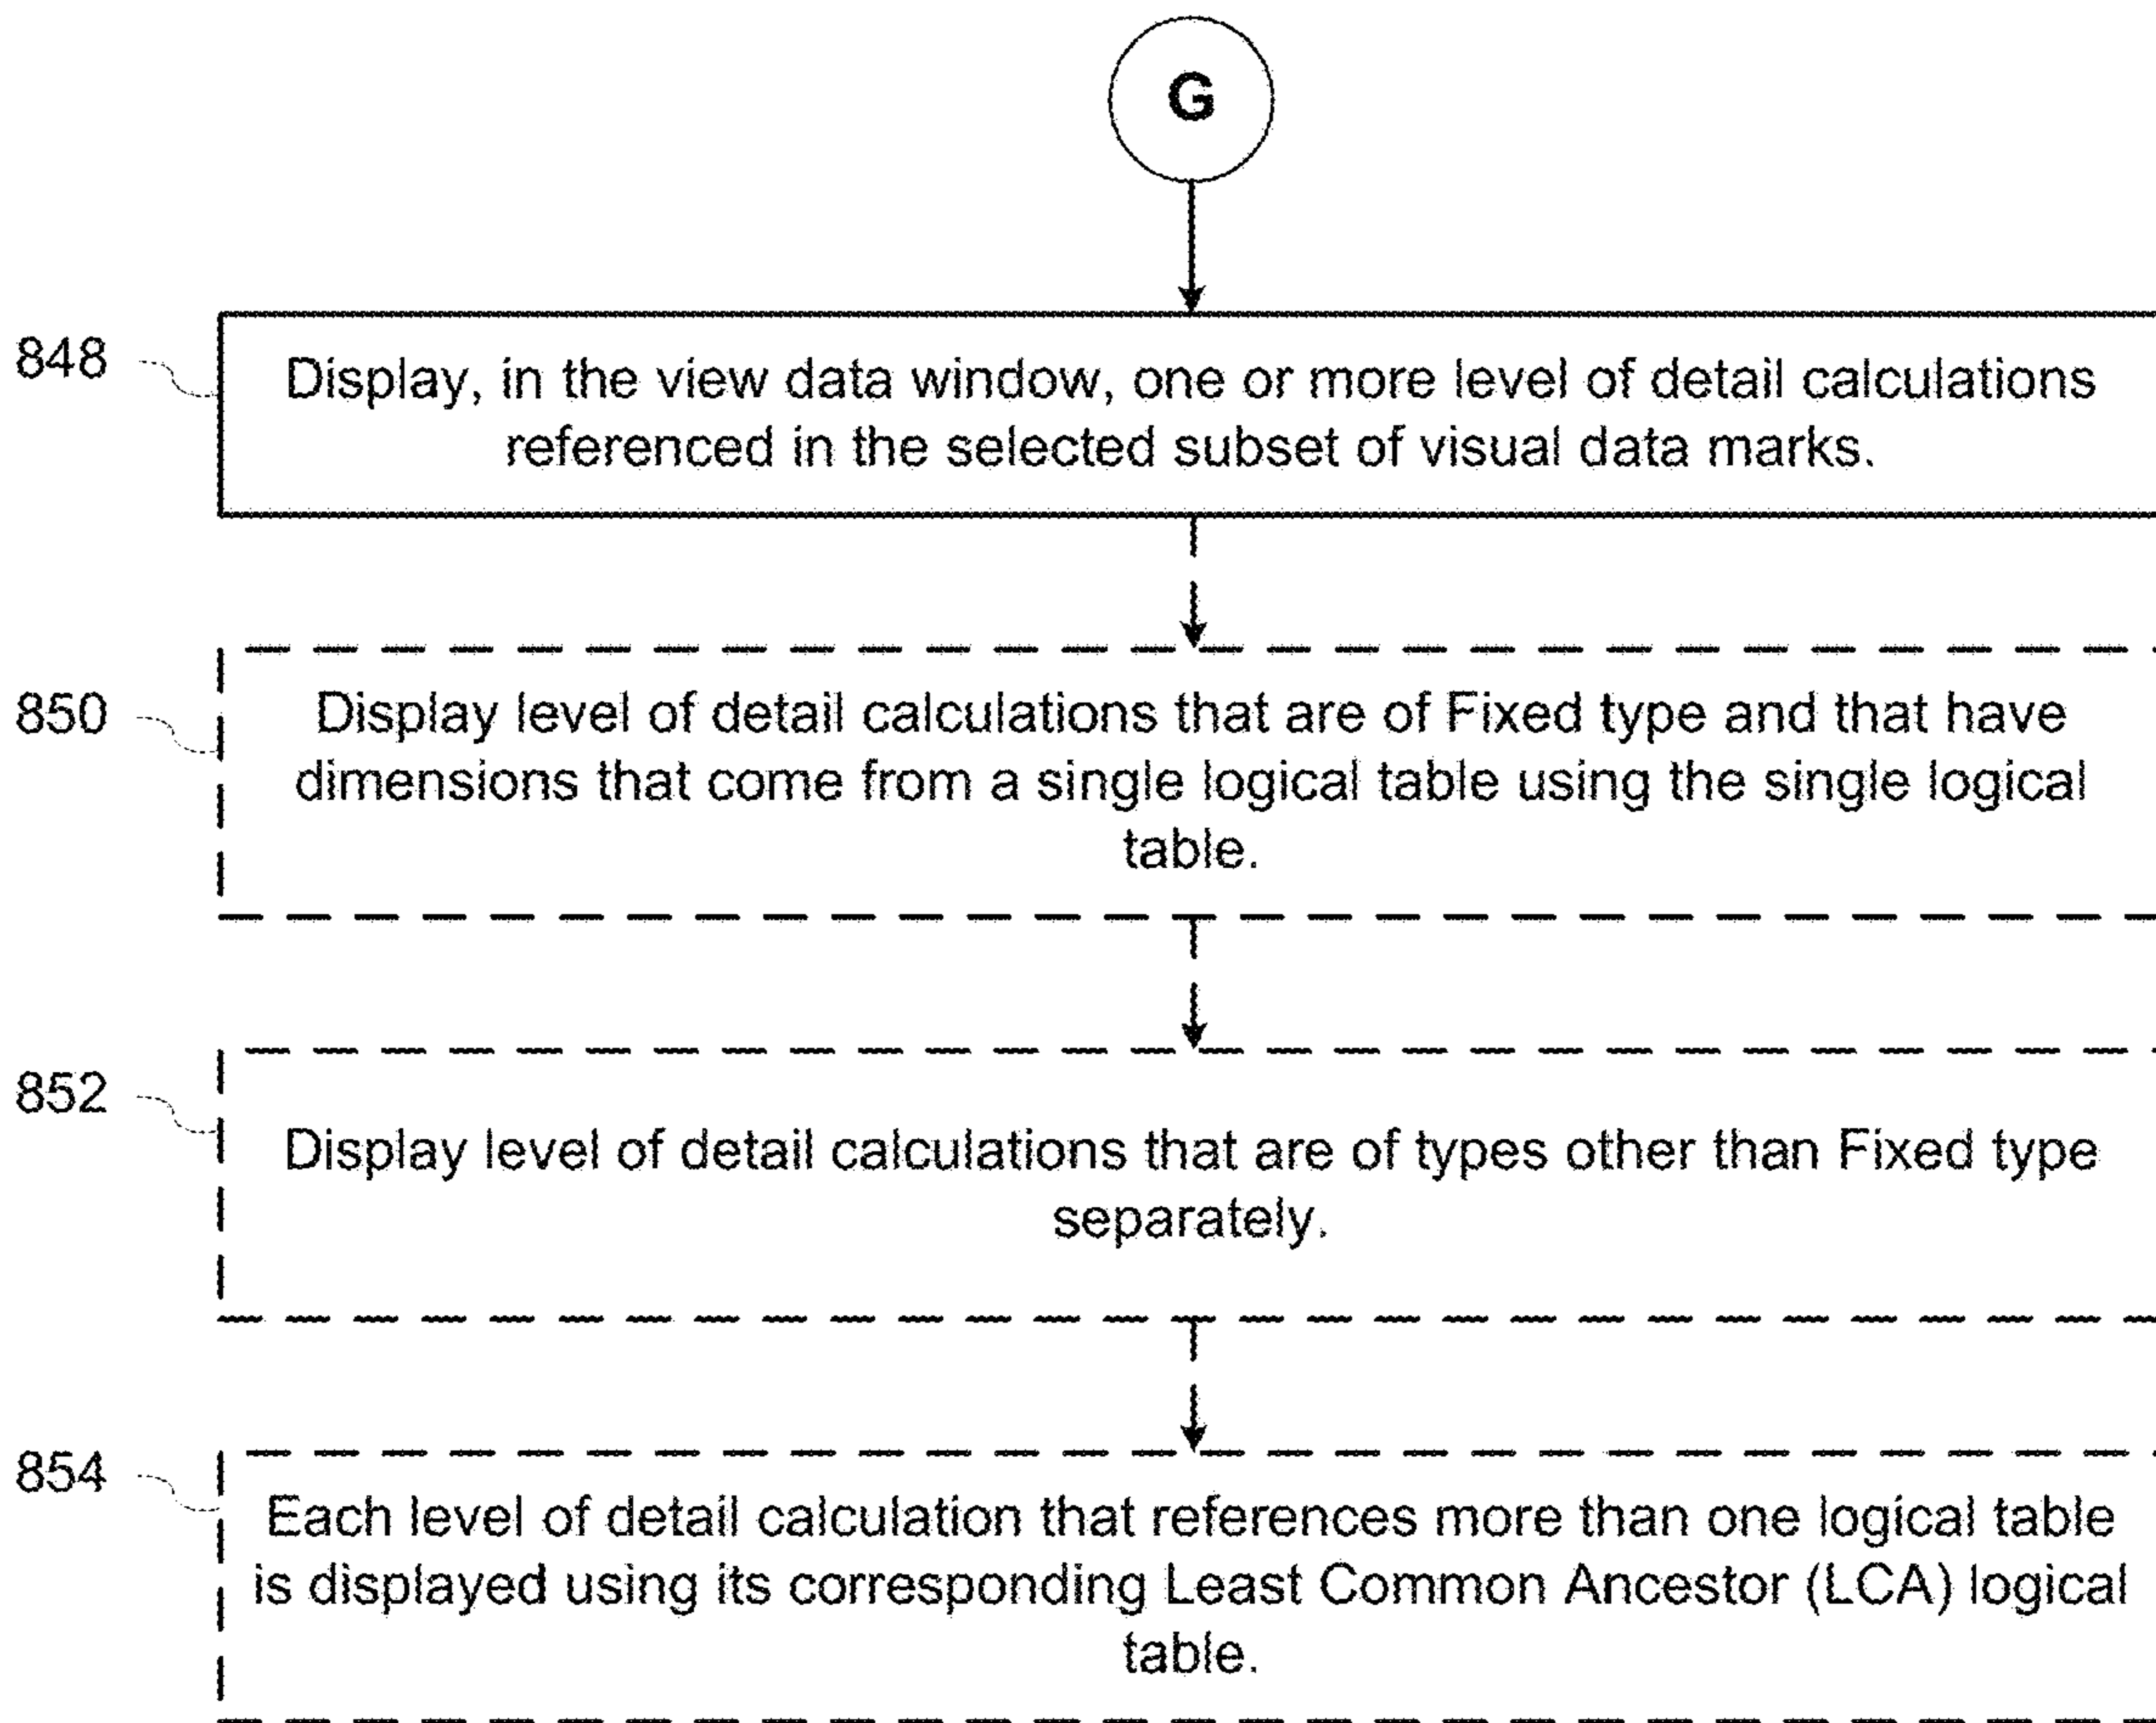 G
848
Display, in the view data window, one or more level of detail calculations
referenced in the selected subset of visual data marks.
850
Display level of detail calculations that are of Fixed type and that have
dimensions that come from a single logical table using the single logical
table.
852
Display level of detail calculations that are of types other than Fixed type
separately.
854
Each level of detail calculation that references more than one logical table
is displayed using its corresponding Least Common Ancestor (LCA) logical
table.